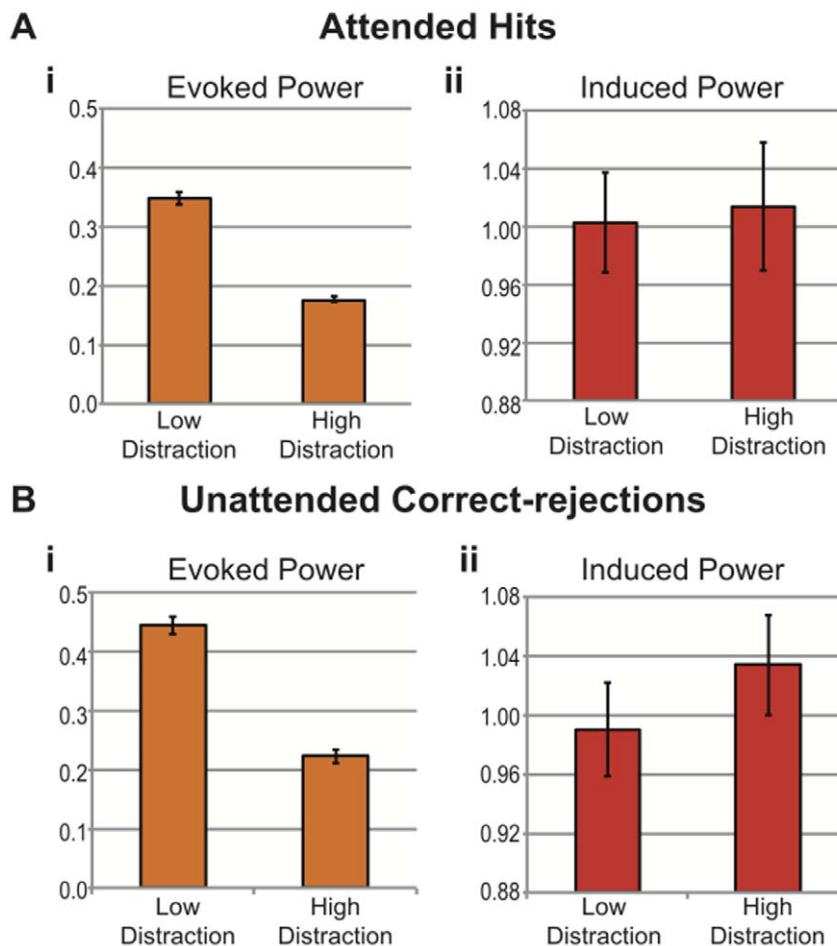 A Attended Hits
i Evoked Power
0.5
0.4
0.3
0.2
0.1
0.0
Low Distraction
High Distraction
ii Induced Power
1.08
1.04
1.00
0.96
0.92
0.88
Low Distraction
High Distraction
B Unattended Correct-rejections
i Evoked Power
0.5
0.4
0.3
0.2
0.1
0.0
Low Distraction
High Distraction
ii Induced Power
1.08
1.04
1.00
0.96
0.92
0.88
Low Distraction
High Distraction